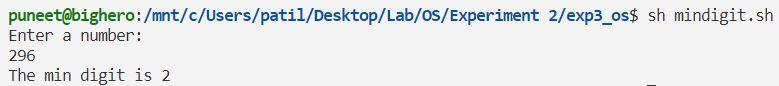 puneet@bighero:/mnt/c/Users/patil/Desktop/Lab/OS/Experiment 2/exp3_os$ sh mindigit.sh
Enter a number:
296
The min digit is 2